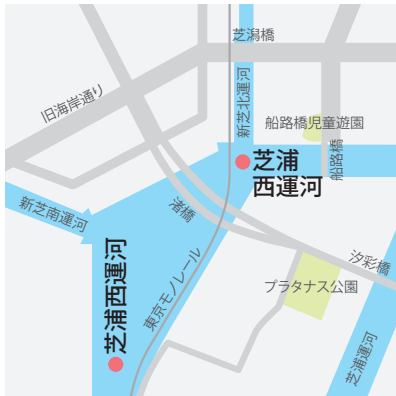 芝潟橋
旧海岸通り
新芝北運河
船路橋児童遊園
船路橋
芝浦
西運河
新芝南運河
渚橋
汐彩橋
芝浦西運河
東京モノレール
プラタナス公園
芝浦運河